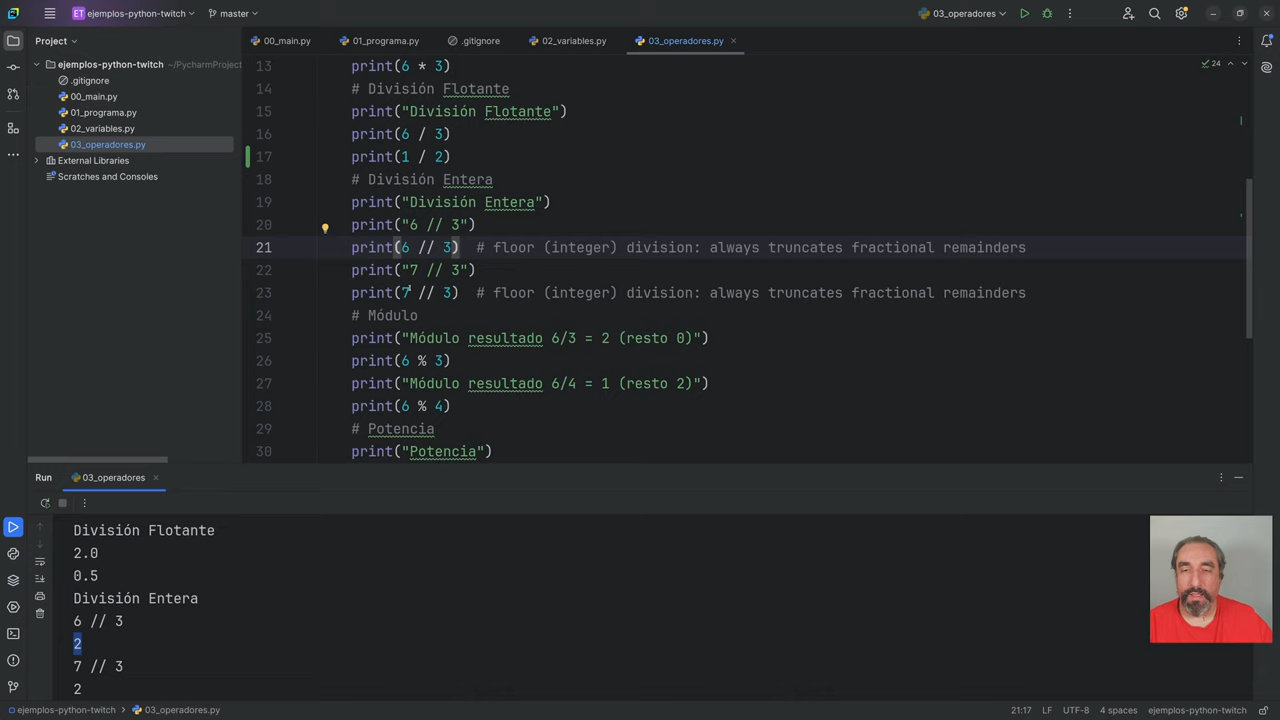 ET ejemplos-python-twitch master 03_operadores
Project
00_main.py 01_programa.py .gitignore 02_variables.py 03_operadores.py
ejemplos-python-twitch ~/PycharmProject
.gitignore
00_main.py
01_programa.py
02_variables.py
03_operadores.py
External Libraries
Scratches and Consoles
24
13 print(6 * 3)
14 # División Flotante
15 print("División Flotante")
16 print(6 / 3)
17 print(1 / 2)
18 # División Entera
19 print("División Entera")
20 print("6 // 3")
21 print(6 // 3)  # floor (integer) division: always truncates fractional remainders
22 print("7 // 3")
23 print(7 // 3)  # floor (integer) division: always truncates fractional remainders
24 # Módulo
25 print("Módulo resultado 6/3 = 2 (resto 0)")
26 print(6 % 3)
27 print("Módulo resultado 6/4 = 1 (resto 2)")
28 print(6 % 4)
29 # Potencia
30 print("Potencia")
Run 03_operadores
División Flotante
2.0
0.5
División Entera
6 // 3
2
7 // 3
2
ejemplos-python-twitch 03_operadores.py 21:17 LF UTF-8 4 spaces ejemplos-python-twitch